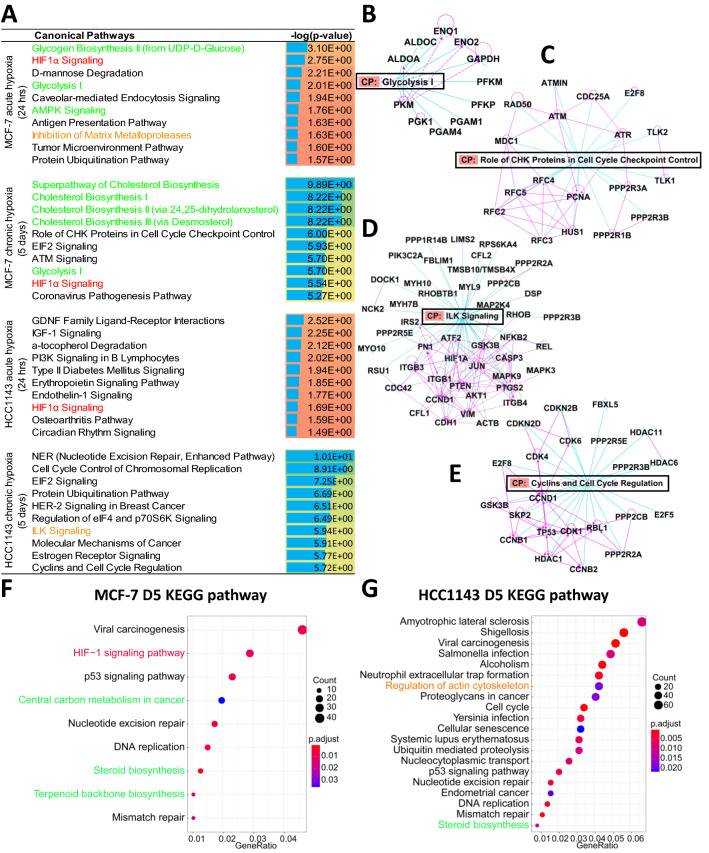 A
Canonical Pathways -log(p-value)
MCF-7 acute hypoxia
(24 hrs)
Glycogen Biosynthesis II (from UDP-D-Glucose) 3.10E+00
HIF1α Signaling 2.75E+00
D-mannose Degradation 2.21E+00
Glycolysis I 2.01E+00
Caveolar-mediated Endocytosis Signaling 1.94E+00
AMPK Signaling 1.76E+00
Antigen Presentation Pathway 1.63E+00
Inhibition of Matrix Metalloproteases 1.63E+00
Tumor Microenvironment Pathway 1.60E+00
Protein Ubiquitination Pathway 1.57E+00
MCF-7 chronic hypoxia
(5 days)
Superpathway of Cholesterol Biosynthesis 9.89E+00
Cholesterol Biosynthesis I 8.22E+00
Cholesterol Biosynthesis II (via 24,25-dihydrolanosterol) 8.22E+00
Cholesterol Biosynthesis III (via Desmosterol) 8.22E+00
Role of CHK Proteins in Cell Cycle Checkpoint Control 6.00E+00
EIF2 Signaling 5.93E+00
ATM Signaling 5.70E+00
Glycolysis I 5.70E+00
HIF1α Signaling 5.54E+00
Coronavirus Pathogenesis Pathway 5.27E+00
HCC1143 acute hypoxia
(24 hrs)
GDNF Family Ligand-Receptor Interactions 2.52E+00
IGF-1 Signaling 2.25E+00
a-tocopherol Degradation 2.12E+00
PI3K Signaling in B Lymphocytes 2.02E+00
Type II Diabetes Mellitus Signaling 1.94E+00
Erythropoietin Signaling Pathway 1.85E+00
Endothelin-1 Signaling 1.77E+00
HIF1α Signaling 1.69E+00
Osteoarthritis Pathway 1.59E+00
Circadian Rhythm Signaling 1.49E+00
HCC1143 chronic hypoxia
(5 days)
NER (Nucleotide Excision Repair, Enhanced Pathway) 1.01E+01
Cell Cycle Control of Chromosomal Replication 8.91E+00
EIF2 Signaling 7.25E+00
Protein Ubiquitination Pathway 6.69E+00
HER-2 Signaling in Breast Cancer 6.51E+00
Regulation of eIF4 and p70S6K Signaling 6.49E+00
ILK Signaling 5.94E+00
Molecular Mechanisms of Cancer 5.91E+00
Estrogen Receptor Signaling 5.77E+00
Cyclins and Cell Cycle Regulation 5.72E+00
B
ENO1
ALDOC
ENO2
ALDOA
GAPDH
CP: Glycolysis I
PFKM
PKM
PFKP
PGK1
PGAM1
PGAM4
C
ATMIN
CDC25A
E2F8
RAD50
ATM
MDC1
ATR
TLK2
CP: Role of CHK Proteins in Cell Cycle Checkpoint Control
RFC4
TLK1
RFC5
PCNA
PPP2R3A
RFC2
PPP2R3B
HUS1
RFC3
PPP2R1B
D
PPP1R14B
LIMS2
RPS6KA4
PIK3C2A
FBLIM1
CFL2
PPP2R2A
TMSB10/TMSB4X
DOCK1
MYH10
MYL9
PPP2CB
RHOBTB1
DSP
NCK2
MYH7B
MAP2K4
RHOB
PPP2R3B
IRS2
CP: ILK Signaling
PPP2R5E
ATF2
NFKB2
MYO10
FN1
GSK3B
REL
HIF1A
CASP3
RSU1
ITGB3
JUN
MAPK3
ITGB1
MAPK9
CDC42
PTEN
PTGS2
CCND1
AKT1
ITGB4
CFL1
VIM
CDH1
ACTB
E
CDKN2B
FBXL5
CDKN2D
HDAC11
CDK6
PPP2R5E
CDK4
PPP2R3B
E2F8
HDAC6
CP: Cyclins and Cell Cycle Regulation
CCND1
GSK3B
SKP2
PPP2CB
E2F5
TP53
CDK1
RBL1
CCNB1
PPP2R2A
HDAC1
CCNB2
F
MCF-7 D5 KEGG pathway
Viral carcinogenesis
HIF-1 signaling pathway
p53 signaling pathway
Central carbon metabolism in cancer
Nucleotide excision repair
DNA replication
Steroid biosynthesis
Terpenoid backbone biosynthesis
Mismatch repair
0.01 0.02 0.03 0.04
GeneRatio
Count
10
20
30
40
p.adjust
0.01
0.02
0.03
G
HCC1143 D5 KEGG pathway
Amyotrophic lateral sclerosis
Shigellosis
Viral carcinogenesis
Salmonella infection
Alcoholism
Neutrophil extracellular trap formation
Regulation of actin cytoskeleton
Proteoglycans in cancer
Cell cycle
Yersinia infection
Cellular senescence
Systemic lupus erythematosus
Ubiquitin mediated proteolysis
Nucleocytoplasmic transport
p53 signaling pathway
Nucleotide excision repair
Endometrial cancer
DNA replication
Mismatch repair
Steroid biosynthesis
0.01 0.02 0.03 0.04 0.05 0.06
GeneRatio
Count
20
40
60
p.adjust
0.005
0.010
0.015
0.020